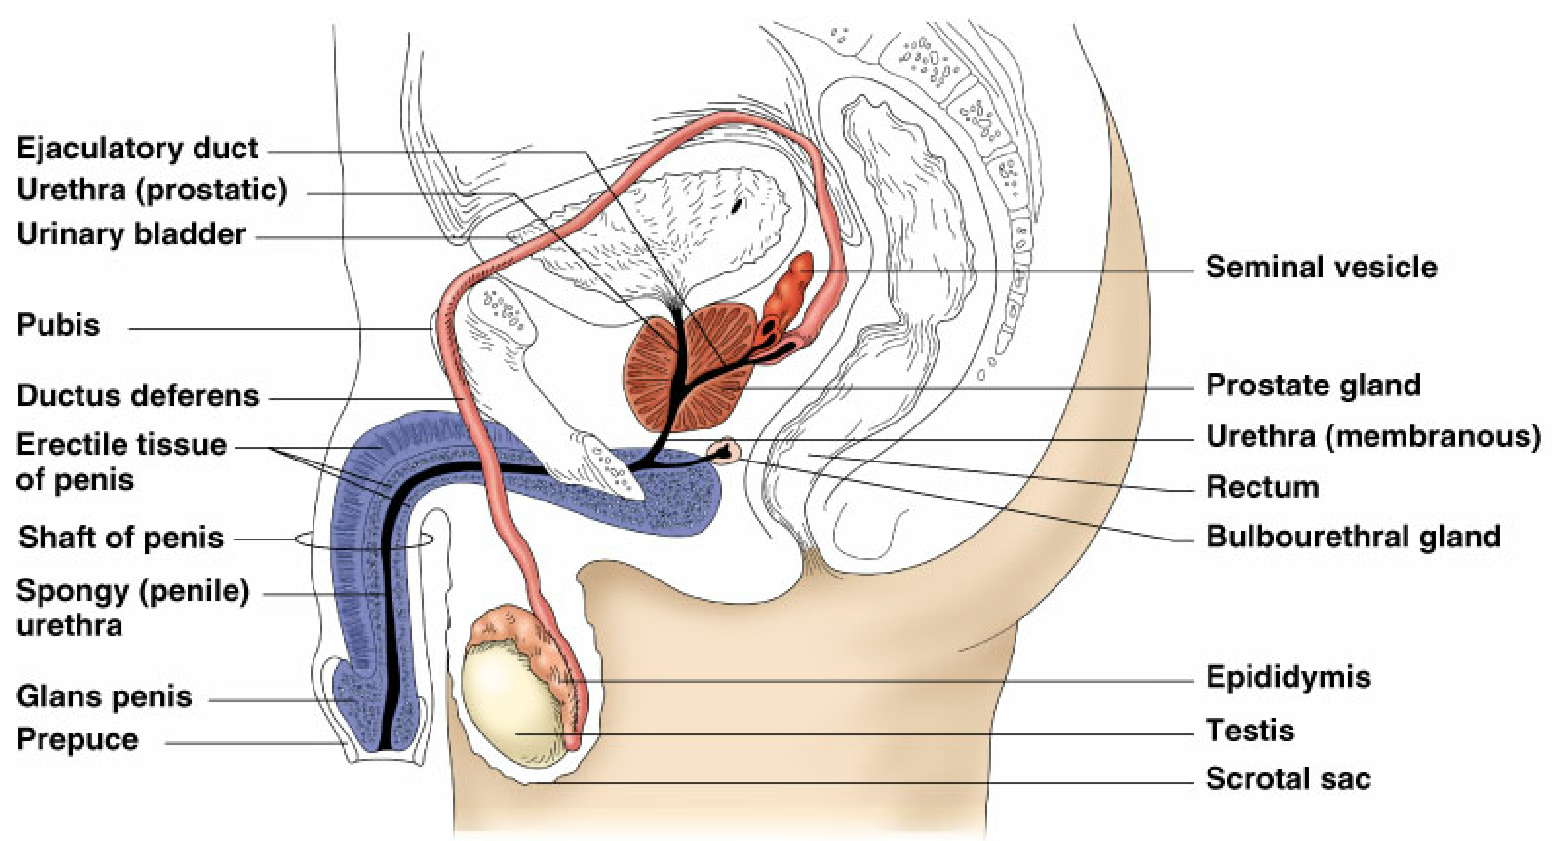 Ejaculatory duct
Urethra (prostatic)
Urinary bladder
Pubis
Ductus deferens
Erectile tissue
of penis
Shaft of penis
Spongy (penile)
urethra
Glans penis
Prepuce
Seminal vesicle
Prostate gland
Urethra (membranous)
Rectum
Bulbourethral gland
Epididymis
Testis
Scrotal sac